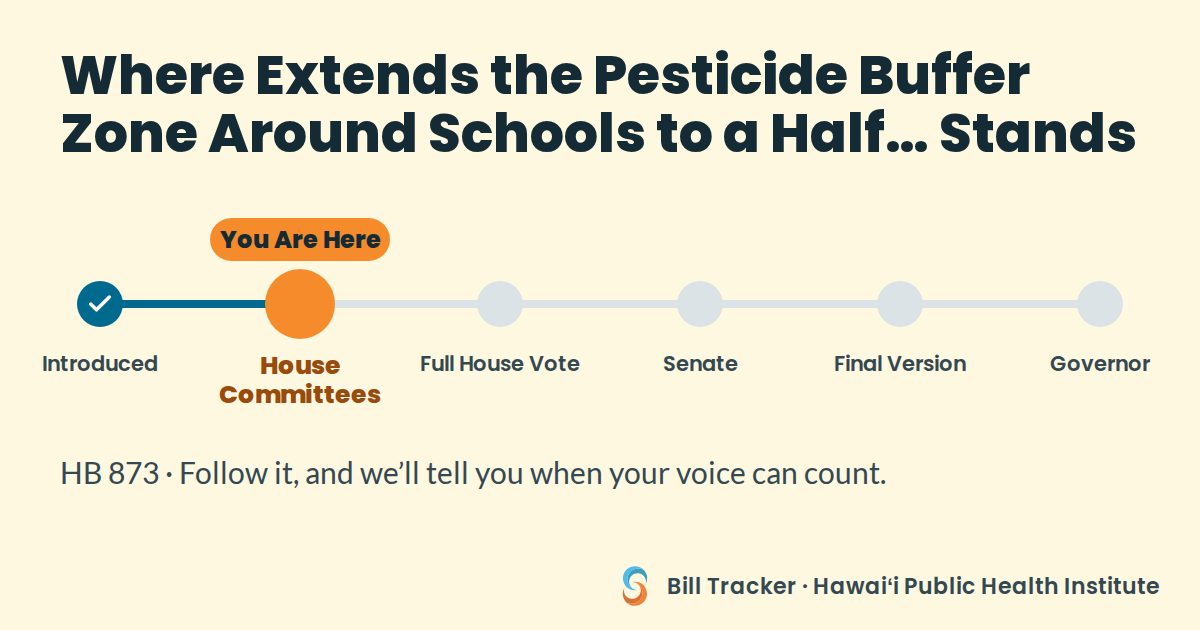 Where Extends the Pesticide Buffer
Zone Around Schools to a Half... Stands
You Are Here
Introduced
House
Committees
Full House Vote
Senate
Final Version
Governor
HB 873 · Follow it, and we’ll tell you when your voice can count.
Bill Tracker · Hawaiʻi Public Health Institute